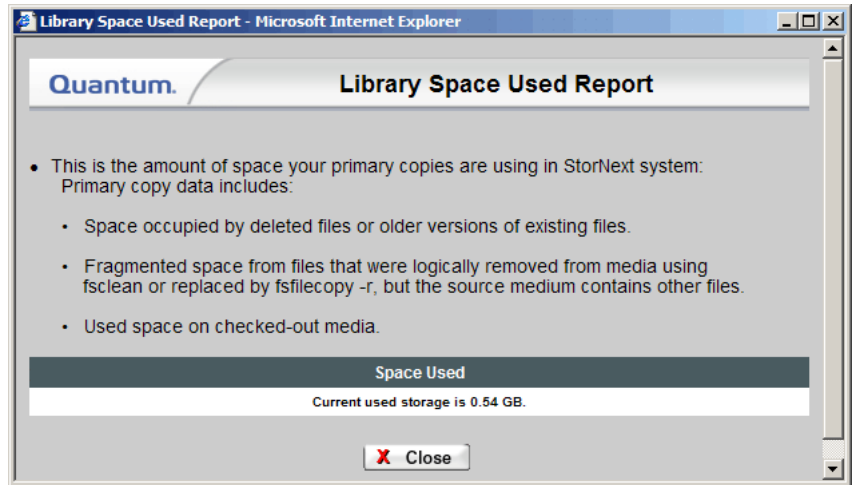 Library Space Used Report - Microsoft Internet Explorer
Quantum.
Library Space Used Report
• This is the amount of space your primary copies are using in StorNext system:
Primary copy data includes:
• Space occupied by deleted files or older versions of existing files.
• Fragmented space from files that were logically removed from media using
fsclean or replaced by fsfilecopy -r, but the source medium contains other files.
• Used space on checked-out media.
Space Used
Current used storage is 0.54 GB.
X Close